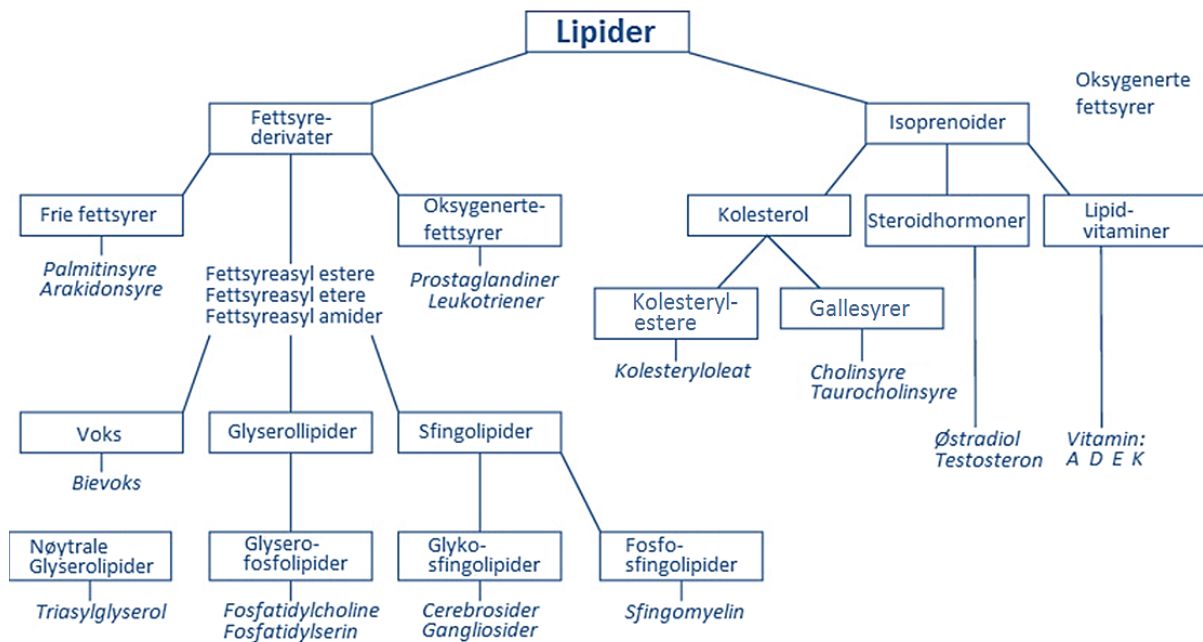 Lipider
Oksygenerte
fettsyrer
Fettsyre-
derivater
Isoprenoider
Frie fettsyrer
Oksygenerte-
fettsyrer
Kolesterol
Steroidhormoner
Lipid-
vitaminer
Palmitinsyre
Arakidonsyre
Fettsyreasyl estere
Fettsyreasyl etere
Fettsyreasyl amider
Prostaglandiner
Leukotriener
Kolesteryl-
estere
Gallesyrer
Kolesteryloleat
Cholinsyre
Taurocholinsyre
Voks
Glyserollipider
Sfingolipider
Østradiol
Testosteron
Vitamin:
A D E K
Bievoks
Nøytrale
Glyserolipider
Glysero-
fosfolipider
Glyko-
sfingolipider
Fosfo-
sfingolipider
Triasylglyserol
Fosfatidylcholine
Fosfatidylserin
Cerebrosider
Gangliosider
Sfingomyelin